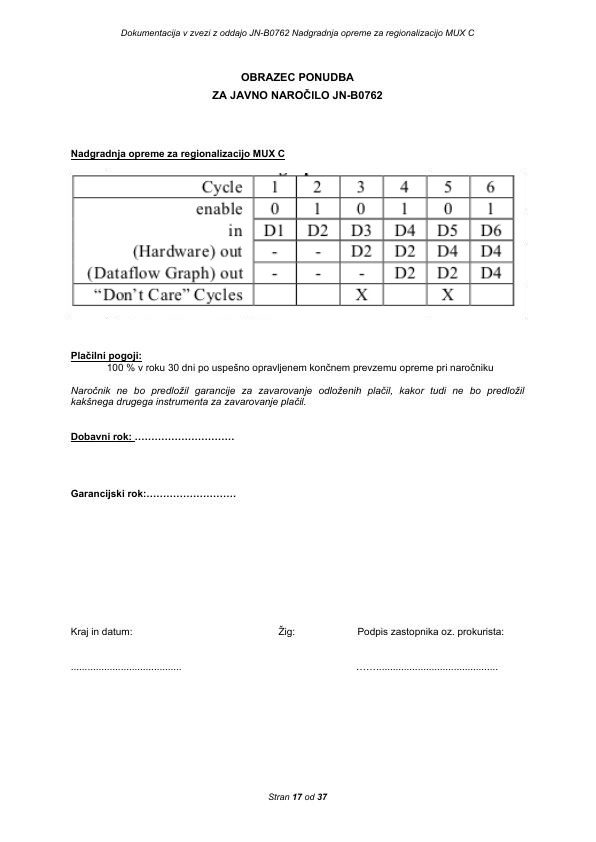 Dokumentacija v zvezi z oddajo JN-B0762 Nadgradnja opreme za regionalizacijo MUX C
OBRAZEC PONUDBA
ZA JAVNO NAROČILO JN-B0762
Nadgradnja opreme za regionalizacijo MUX C
Cycle 1 2 3 4 5 6
enable 0 1 0 1 0 1
in D1 D2 D3 D4 D5 D6
(Hardware) out - - D2 D2 D4 D4
(Dataflow Graph) out - - - D2 D2 D4
“Don’t Care” Cycles X X
Plačilni pogoji:
100 % v roku 30 dni po uspešno opravljenem končnem prevzemu opreme pri naročniku
Naročnik ne bo predložil garancije za zavarovanje odloženih plačil, kakor tudi ne bo predložil
kakšnega drugega instrumenta za zavarovanje plačil.
Dobavni rok: …………………………
Garancijski rok:………………………
Kraj in datum: Žig: Podpis zastopnika oz. prokurista:
......................................... ……..............................................
Stran 17 od 37